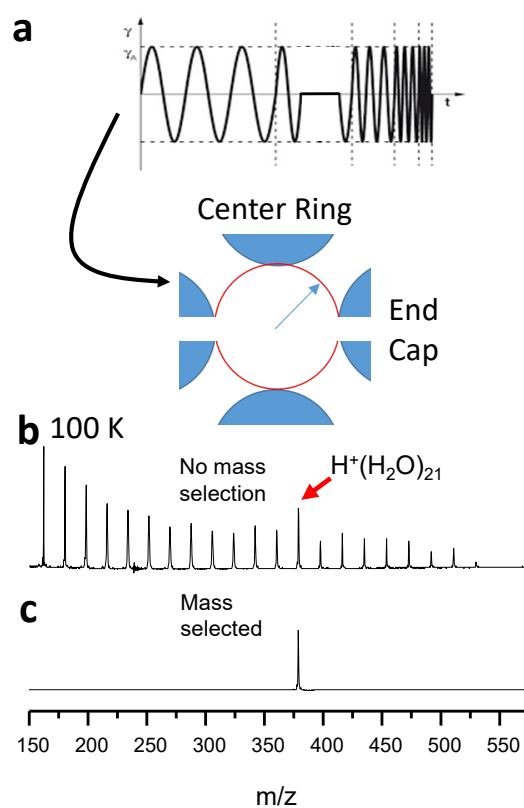 a
γ
γA
t
Center Ring
End
Cap
b 100 K
No mass
selection
H⁺(H₂O)₂₁
c
Mass
selected
150 200 250 300 350 400 450 500 550
m/z